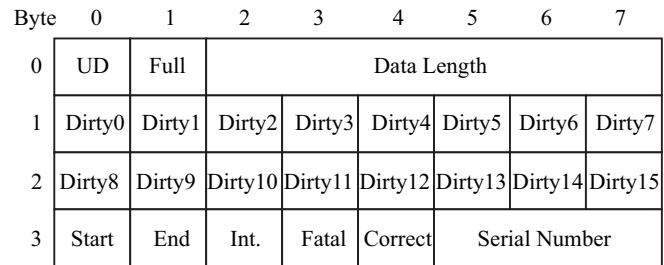 Byte 0 1 2 3 4 5 6 7
0 UD Full Data Length
1 Dirty0 Dirty1 Dirty2 Dirty3 Dirty4 Dirty5 Dirty6 Dirty7
2 Dirty8 Dirty9 Dirty10 Dirty11 Dirty12 Dirty13 Dirty14 Dirty15
3 Start End Int. Fatal Correct Serial Number